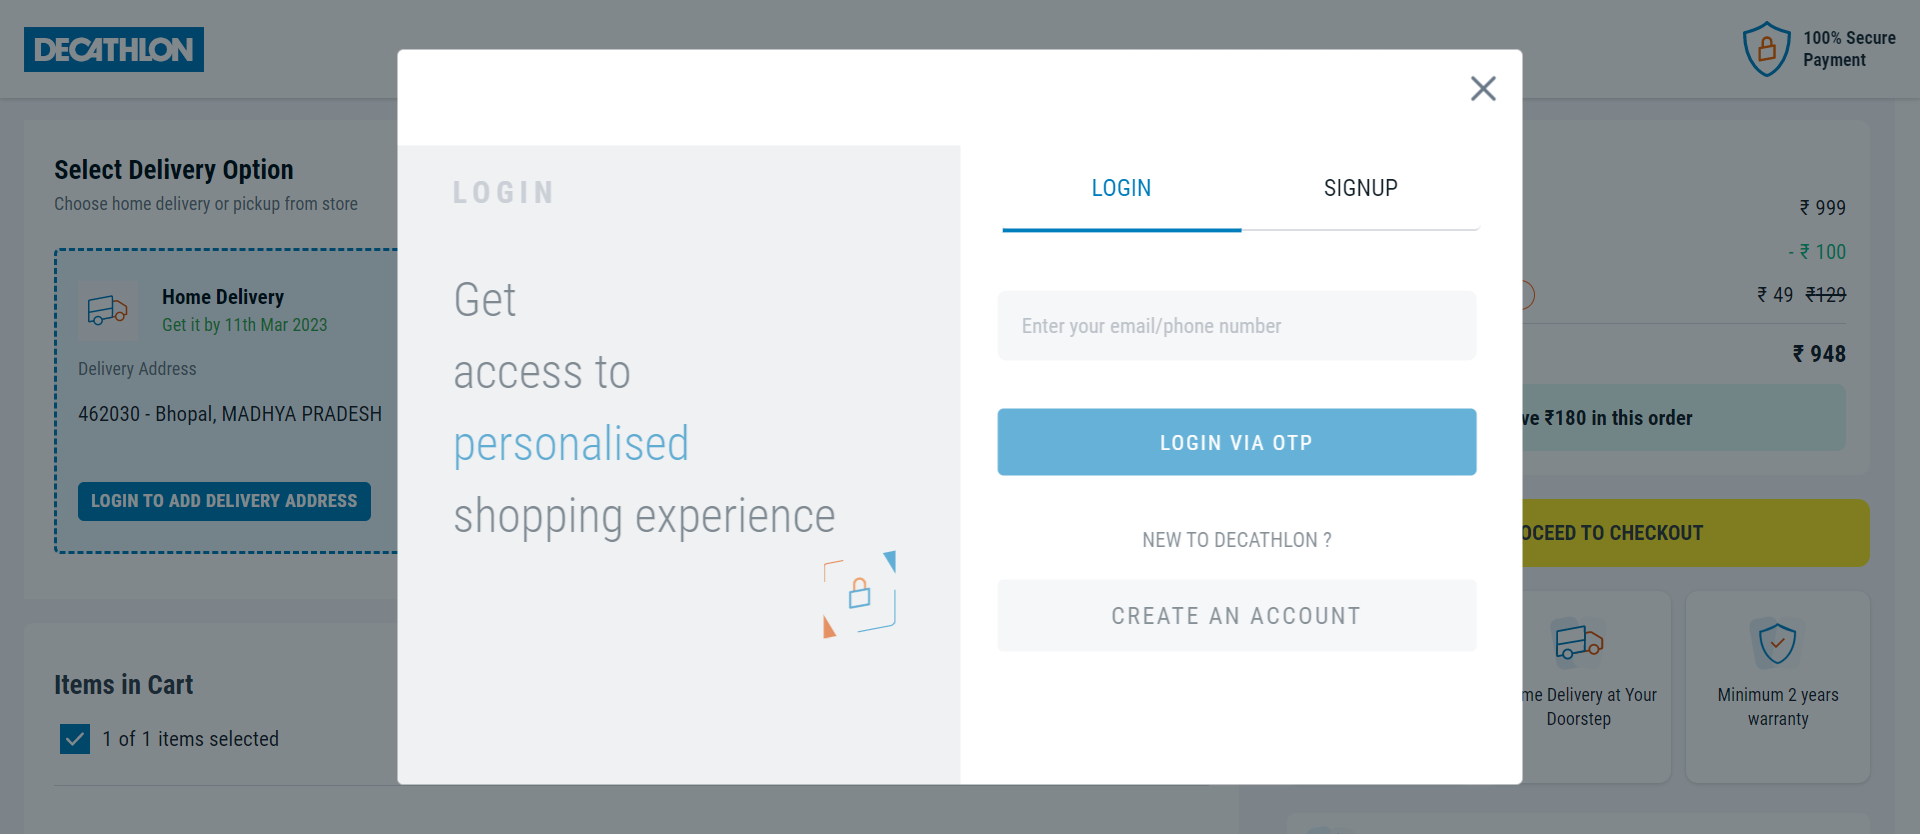 DECATHLON
100% Secure
Payment
Select Delivery Option
Choose home delivery or pickup from store
Home Delivery
Get it by 11th Mar 2023
Delivery Address
462030 - Bhopal, MADHYA PRADESH
LOGIN TO ADD DELIVERY ADDRESS
Items in Cart
1 of 1 items selected
LOGIN
Get
access to
personalised
shopping experience
LOGIN SIGNUP
Enter your email/phone number
LOGIN VIA OTP
NEW TO DECATHLON ?
CREATE AN ACCOUNT
₹ 999
- ₹ 100
₹ 49 ₹129
₹ 948
₹180 in this order
TO CHECKOUT
Delivery at Your
Doorstep
Minimum 2 years
warranty